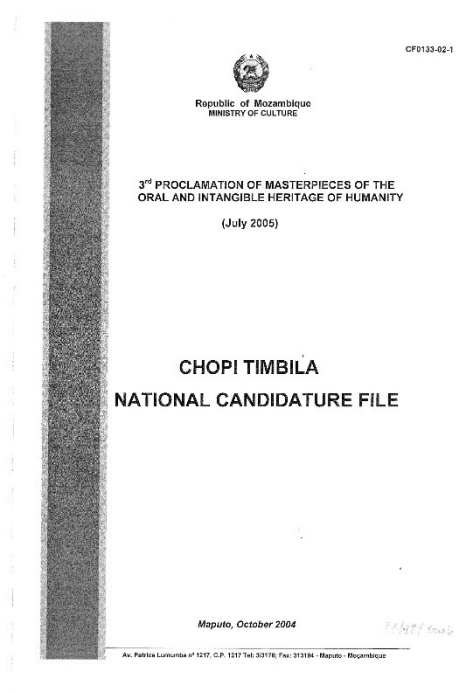 CF0133-02-1
Republic of Mozambique
MINISTRY OF CULTURE
3rd PROCLAMATION OF MASTERPIECES OF THE
ORAL AND INTANGIBLE HERITAGE OF HUMANITY
(July 2005)
CHOPI TIMBILA
NATIONAL CANDIDATURE FILE
Maputo, October 2004
Av. Patrice Lumumba nº 1217, C.P. 1217 Tel: 313176; Fax: 313194 - Maputo - Moçambique